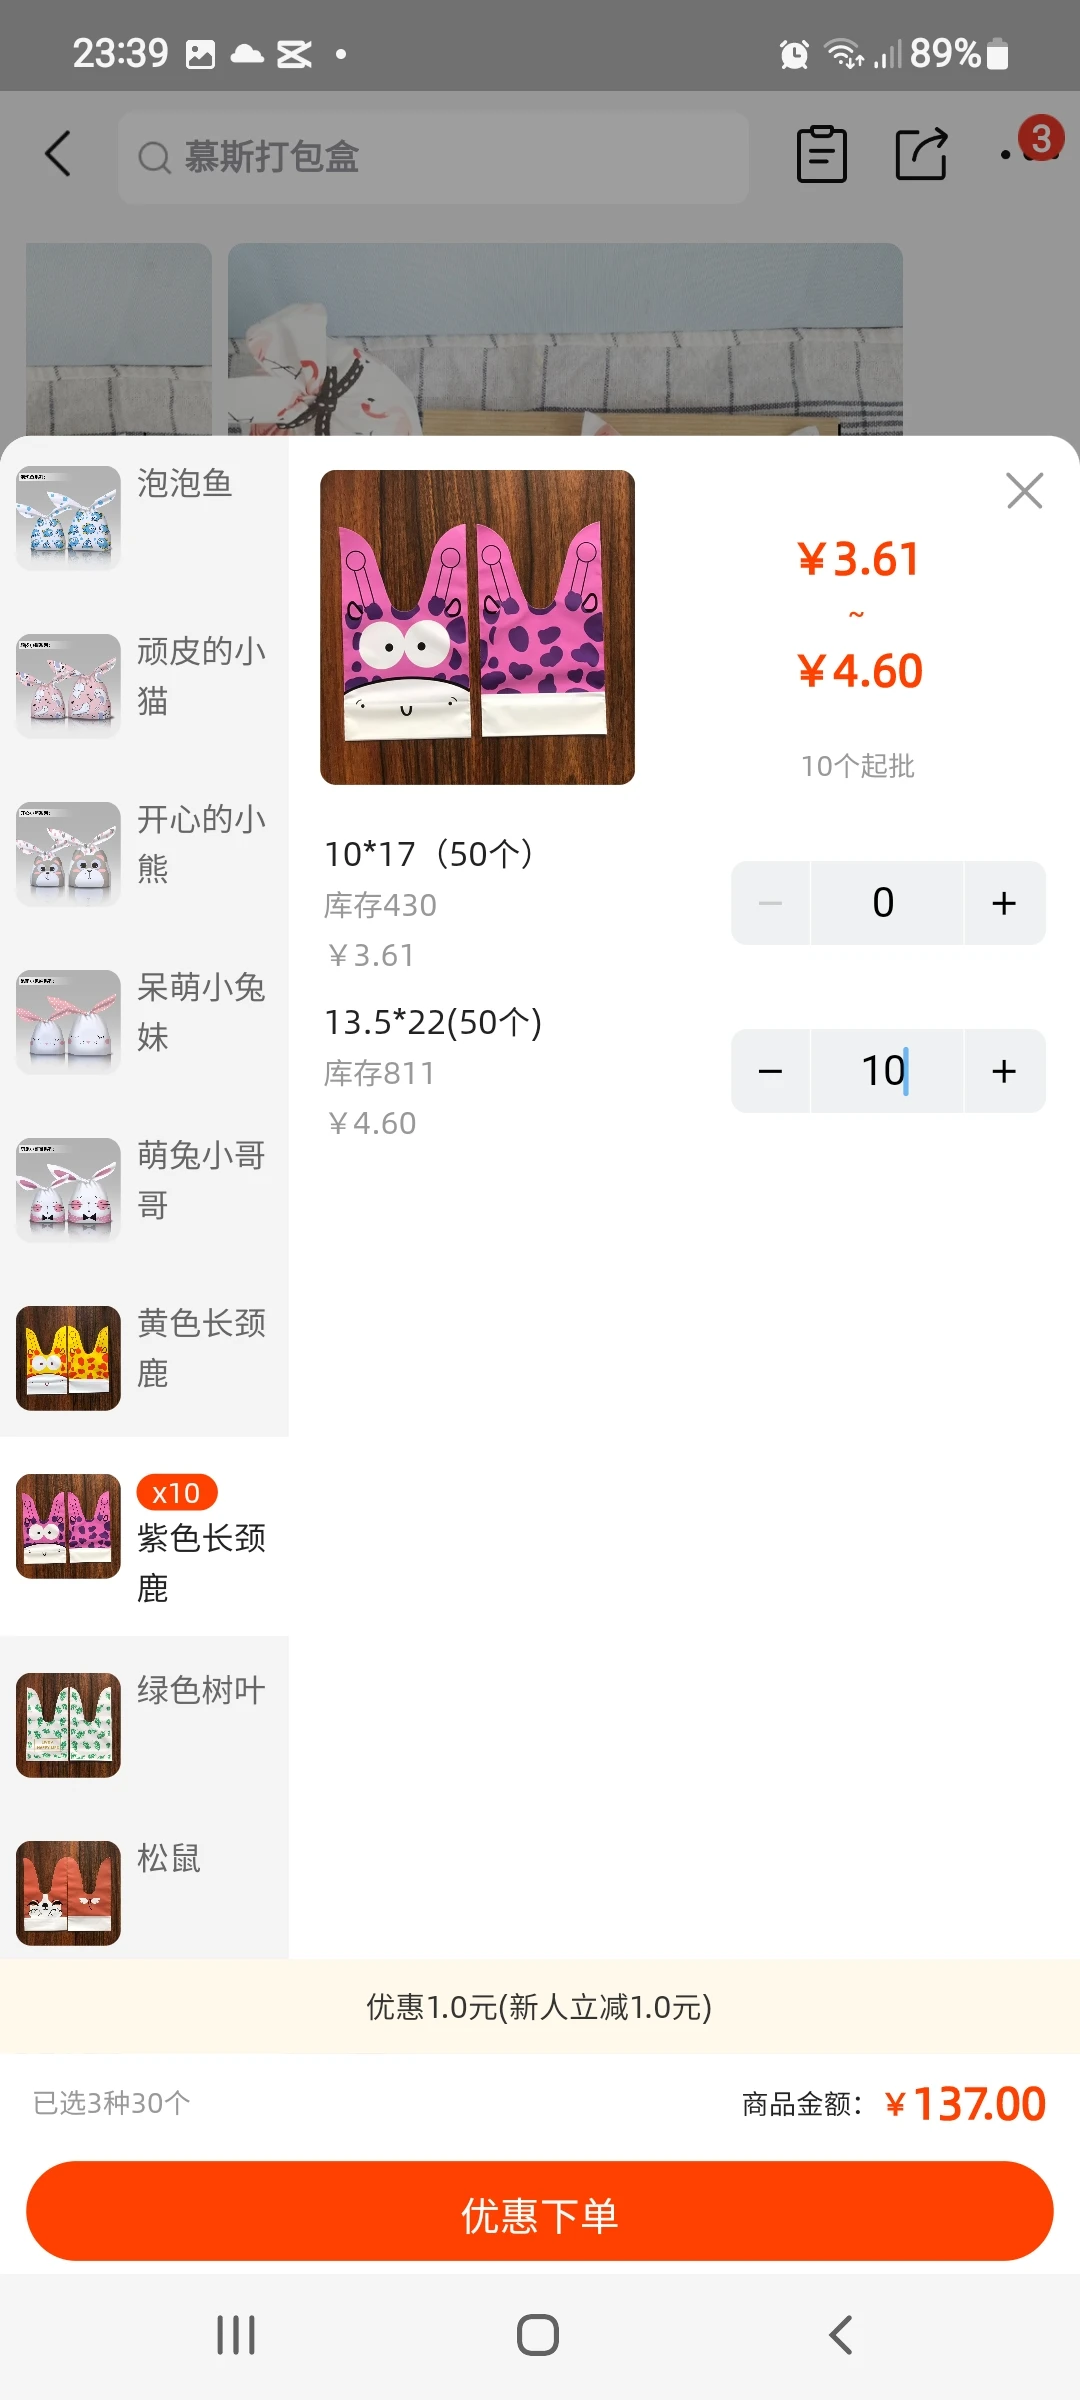 23:39
89%
慕斯打包盒
3
泡泡鱼
顽皮的小
猫
开心的小
熊
呆萌小兔
妹
萌兔小哥
哥
黄色长颈
鹿
x10
紫色长颈
鹿
绿色树叶
松鼠
¥3.61
~
¥4.60
10个起批
10*17（50个）
库存430
¥3.61
0
13.5*22(50个)
库存811
¥4.60
10
优惠1.0元(新人立减1.0元)
已选3种30个
商品金额：¥137.00
优惠下单